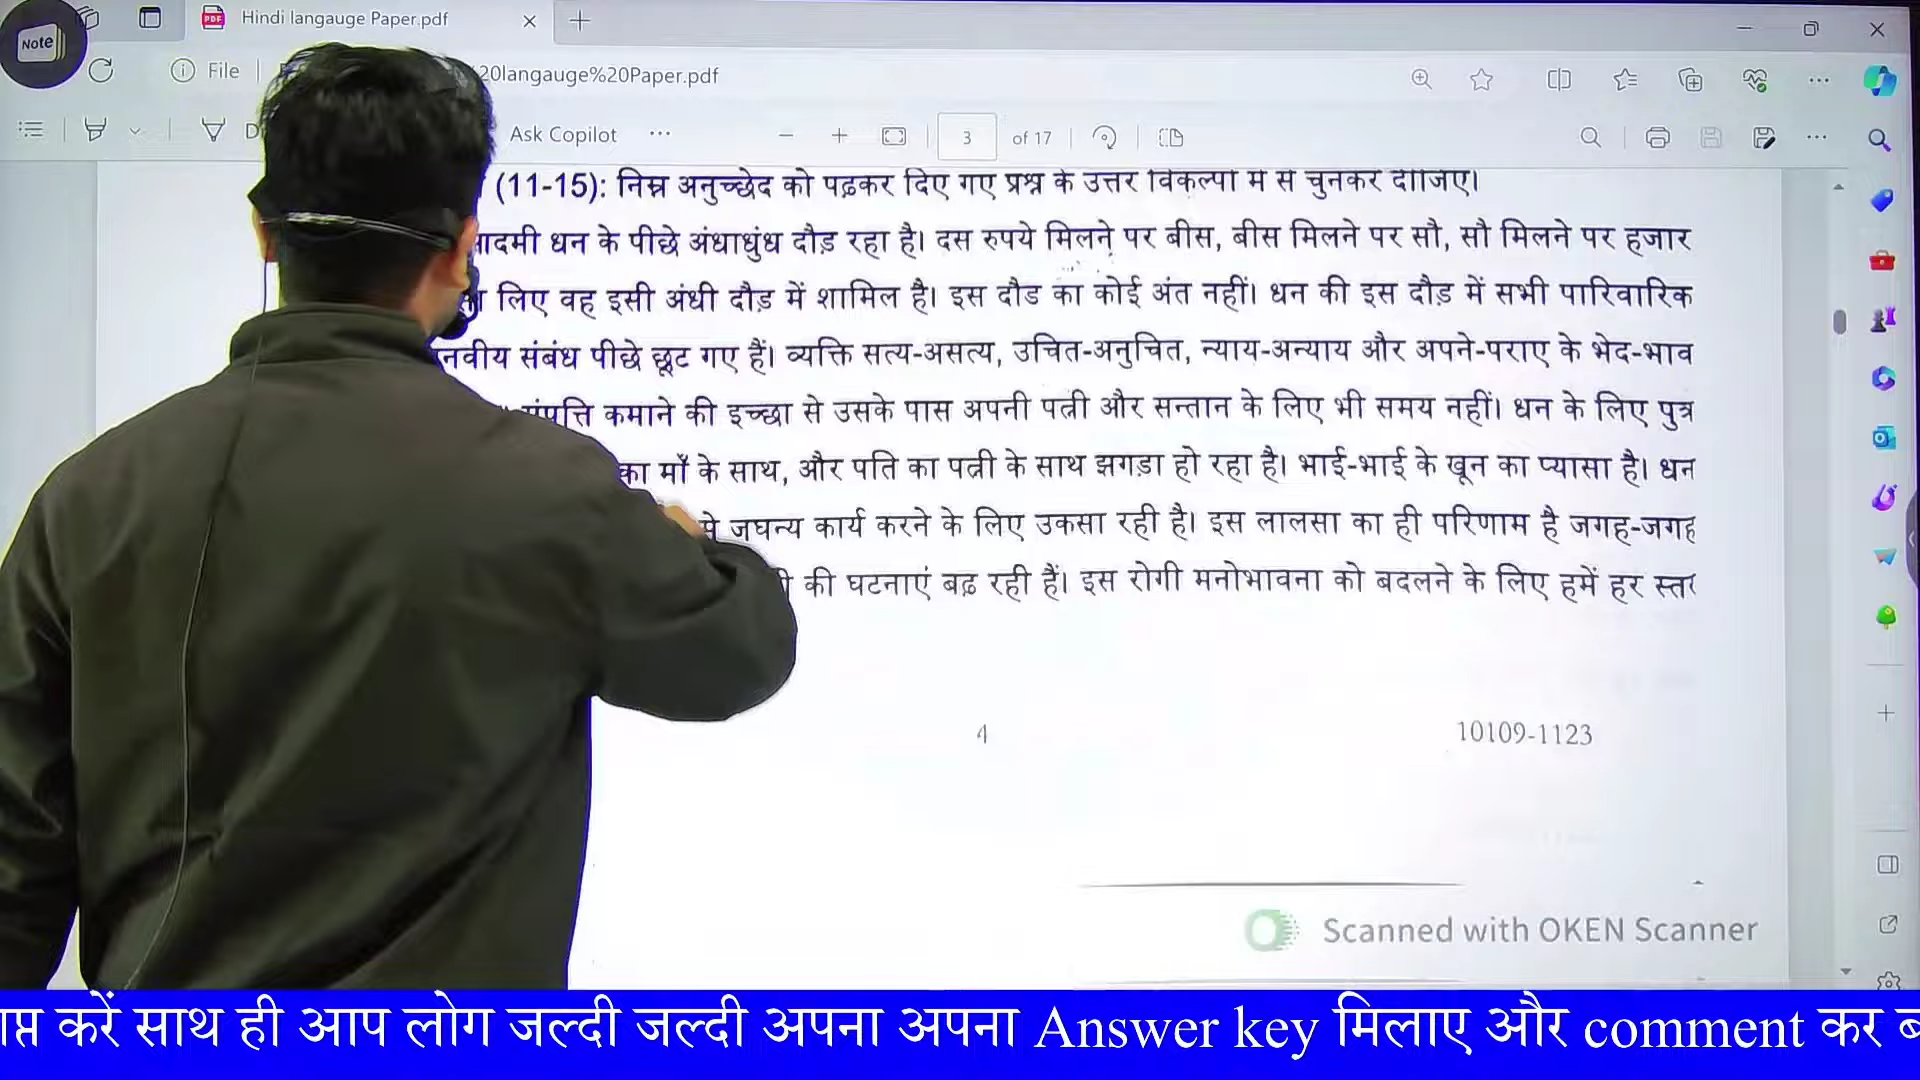 Note
Hindi langauge Paper.pdf
File
20langauge%20Paper.pdf
Ask Copilot
3 of 17
(11-15): निम्न अनुच्छेद को पढ़कर दिए गए प्रश्न के उत्तर विकल्पों में से चुनकर दीजिए।
आदमी धन के पीछे अंधाधुंध दौड़ रहा है। दस रुपये मिलने पर बीस, बीस मिलने पर सौ, सौ मिलने पर हजार
लिए वह इसी अंधी दौड़ में शामिल है। इस दौड का कोई अंत नहीं। धन की इस दौड़ में सभी पारिवारिक
संबंध पीछे छूट गए हैं। व्यक्ति सत्य-असत्य, उचित-अनुचित, न्याय-अन्याय और अपने-पराए के भेद-भाव
संपत्ति कमाने की इच्छा से उसके पास अपनी पत्नी और सन्तान के लिए भी समय नहीं। धन के लिए पुत्र
का माँ के साथ, और पति का पत्नी के साथ झगड़ा हो रहा है। भाई-भाई के खून का प्यासा है। धन
जघन्य कार्य करने के लिए उकसा रही है। इस लालसा का ही परिणाम है जगह-जगह
की घटनाएं बढ़ रही हैं। इस रोगी मनोभावना को बदलने के लिए हमें हर स्तर
4
10109-1123
Scanned with OKEN Scanner
करें साथ ही आप लोग जल्दी जल्दी अपना अपना Answer key मिलाए और comment कर